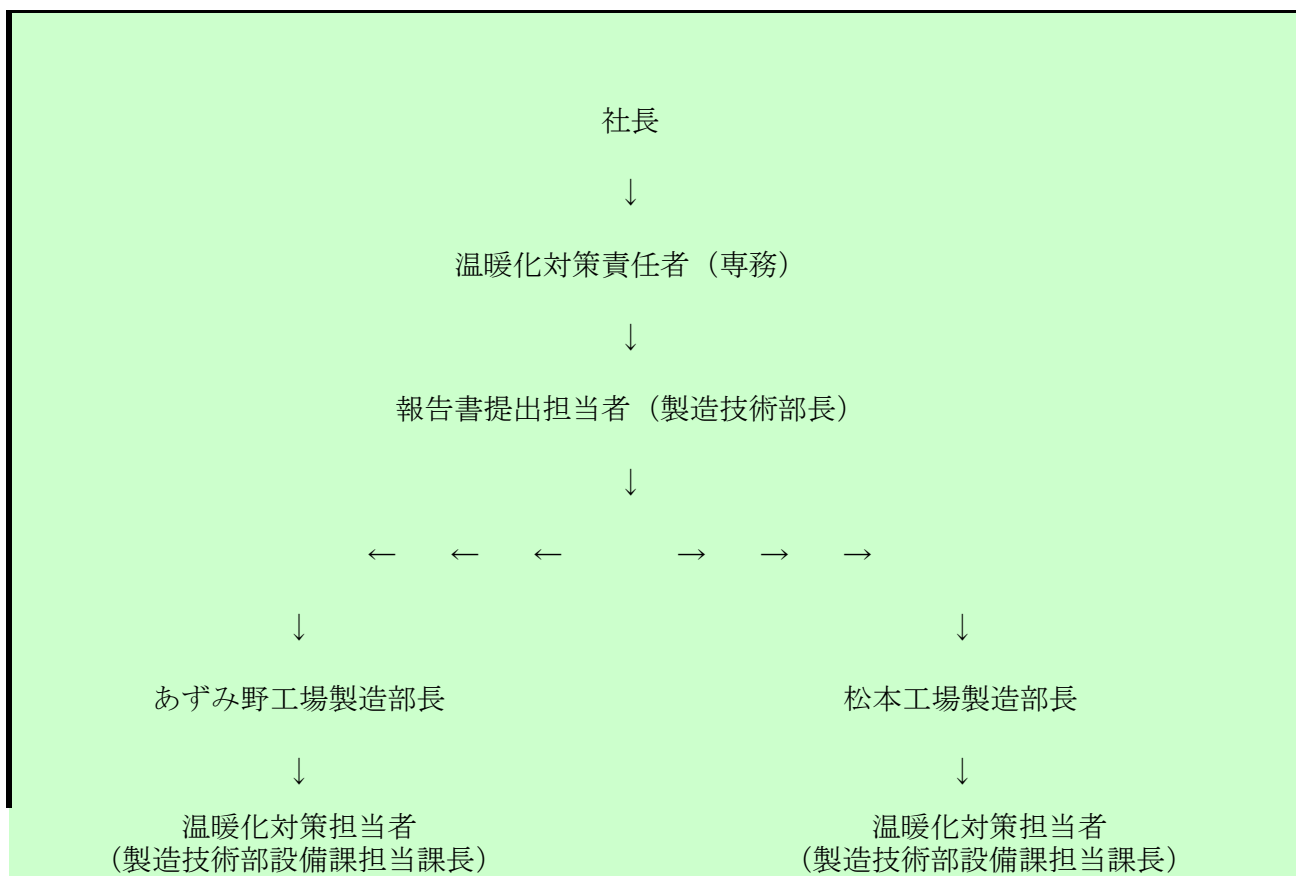 社長
↓
温暖化対策責任者（専務）
↓
報告書提出担当者（製造技術部長）
↓
← ← ← → → →
↓ ↓
あずみ野工場製造部長 松本工場製造部長
↓ ↓
温暖化対策担当者 温暖化対策担当者
（製造技術部設備課担当課長） （製造技術部設備課担当課長）